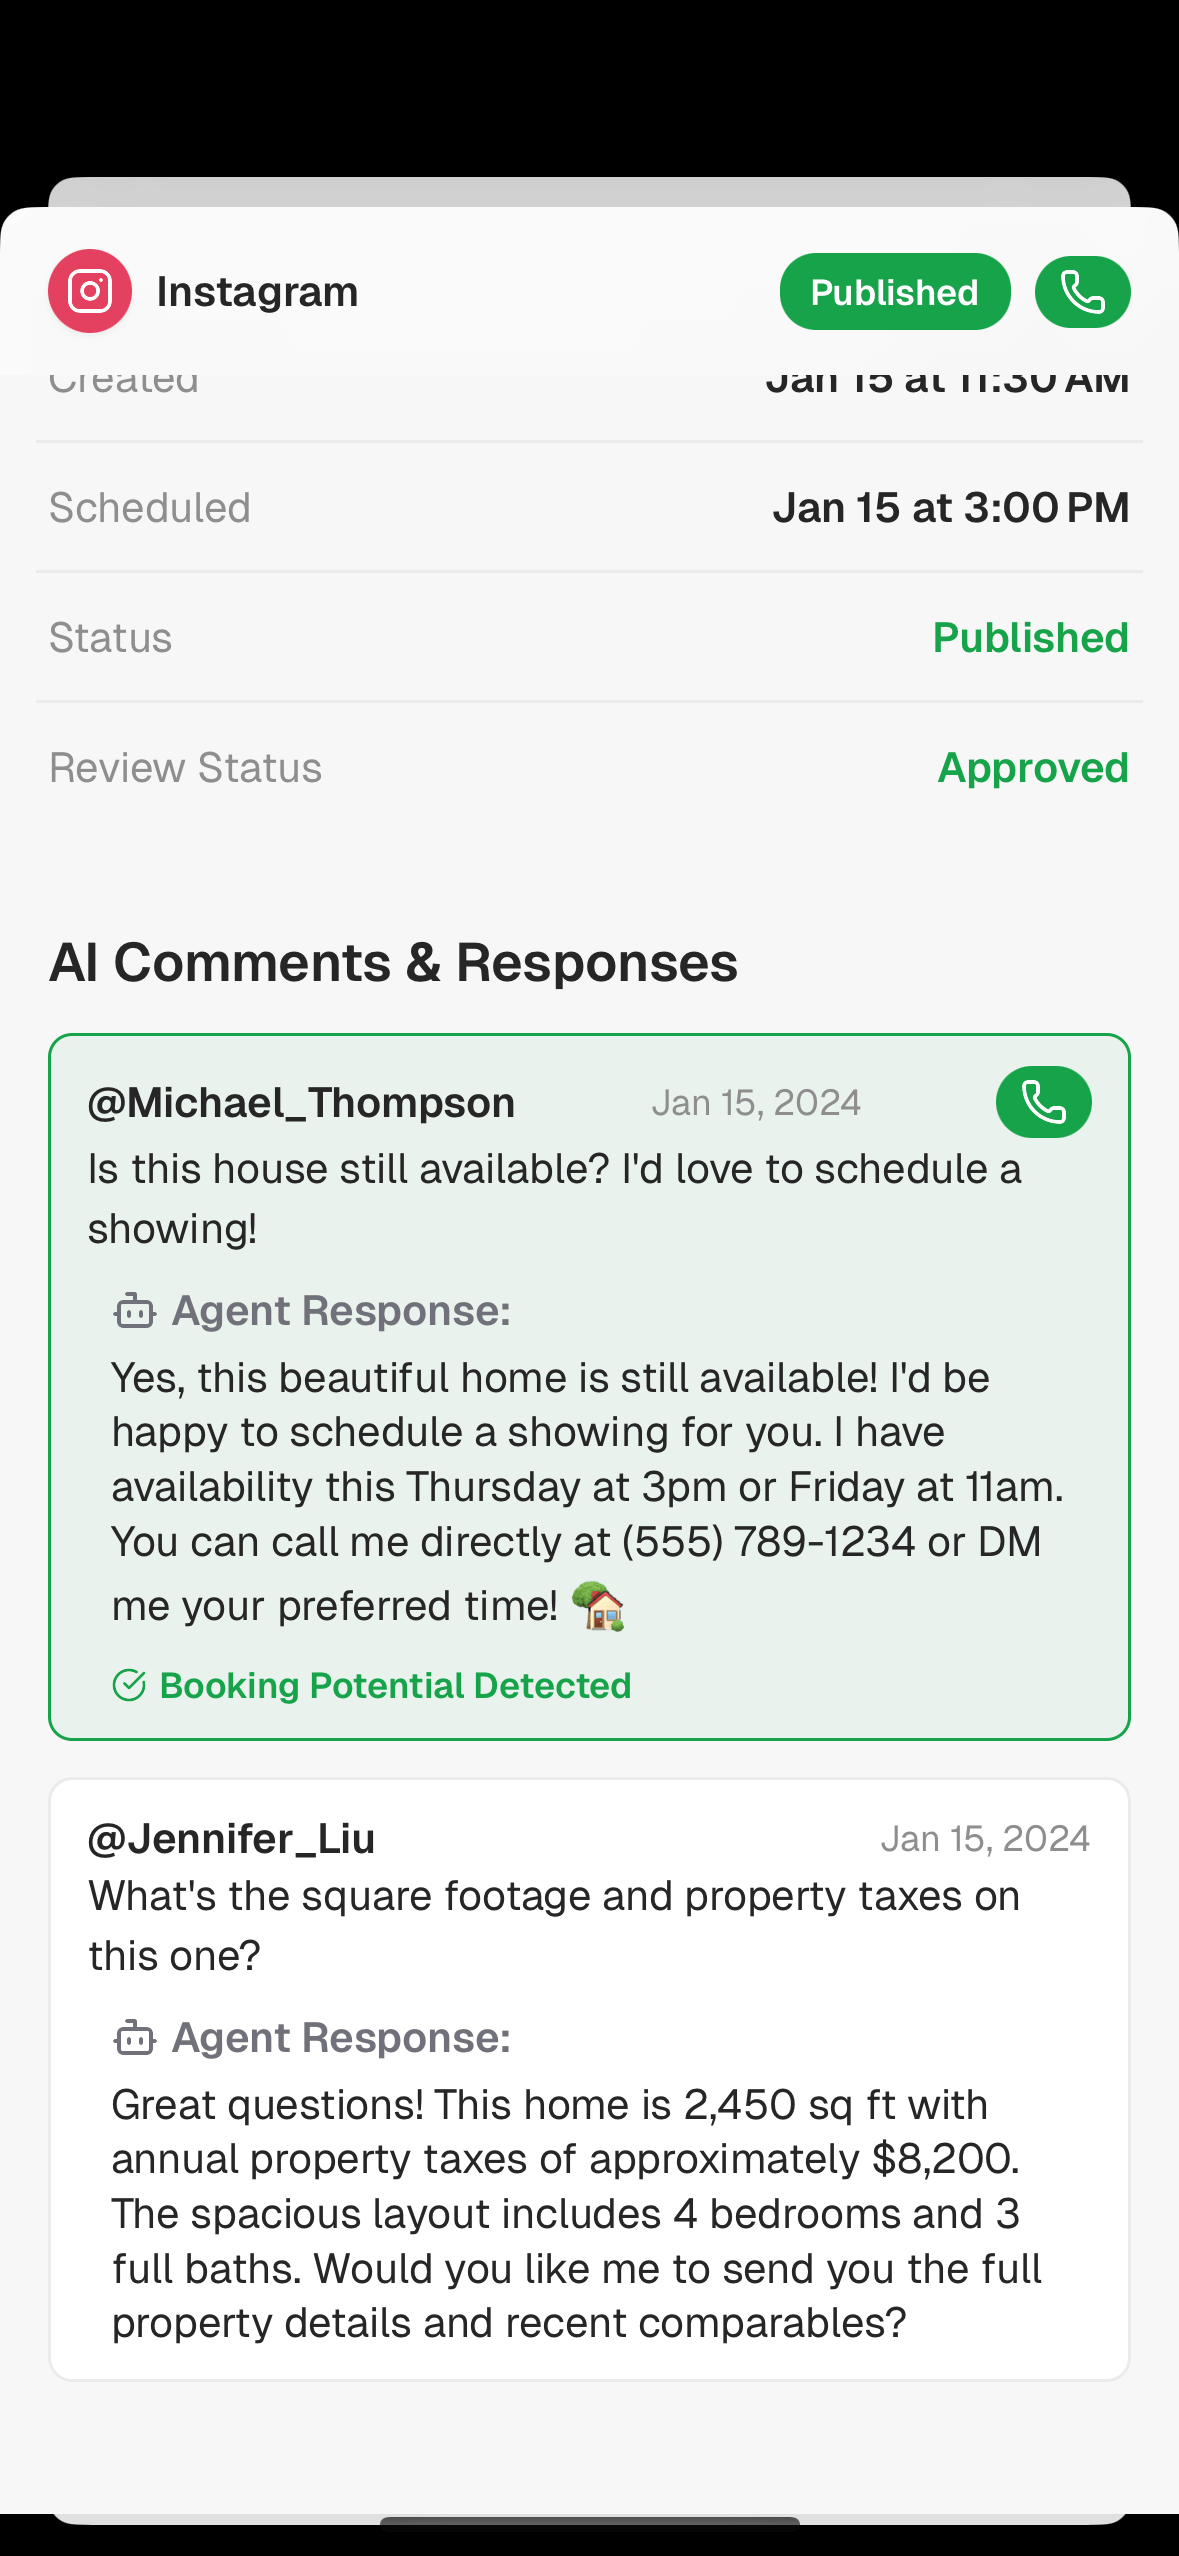 Instagram
Published
Created
Jan 15 at 11:30 AM
Scheduled
Jan 15 at 3:00 PM
Status
Published
Review Status
Approved
AI Comments & Responses
@Michael_Thompson
Jan 15, 2024
Is this house still available? I'd love to schedule a
showing!
Agent Response:
Yes, this beautiful home is still available! I'd be
happy to schedule a showing for you. I have
availability this Thursday at 3pm or Friday at 11am.
You can call me directly at (555) 789-1234 or DM
me your preferred time! 🏡
Booking Potential Detected
@Jennifer_Liu
Jan 15, 2024
What's the square footage and property taxes on
this one?
Agent Response:
Great questions! This home is 2,450 sq ft with
annual property taxes of approximately $8,200.
The spacious layout includes 4 bedrooms and 3
full baths. Would you like me to send you the full
property details and recent comparables?